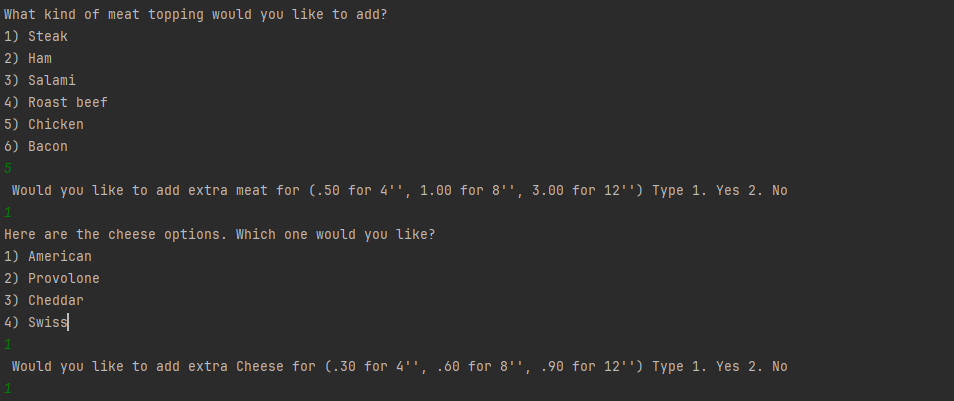 What kind of meat topping would you like to add?
1) Steak
2) Ham
3) Salami
4) Roast beef
5) Chicken
6) Bacon
5
Would you like to add extra meat for (.50 for 4'', 1.00 for 8'', 3.00 for 12'') Type 1. Yes 2. No
1
Here are the cheese options. Which one would you like?
1) American
2) Provolone
3) Cheddar
4) Swiss
1
Would you like to add extra Cheese for (.30 for 4'', .60 for 8'', .90 for 12'') Type 1. Yes 2. No
1